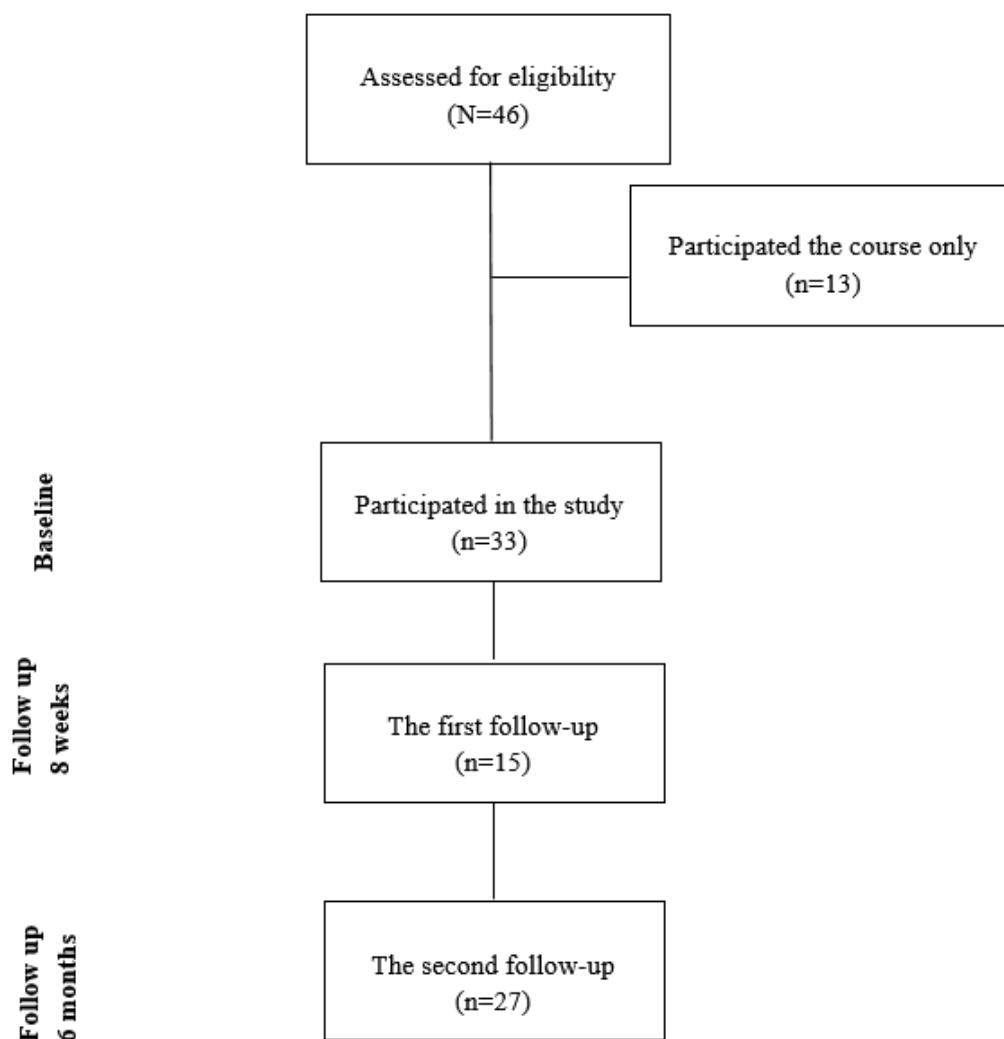 Assessed for eligibility
(N=46)
Participated the course only
(n=13)
Baseline
Participated in the study
(n=33)
Follow up
8 weeks
The first follow-up
(n=15)
Follow up
6 months
The second follow-up
(n=27)